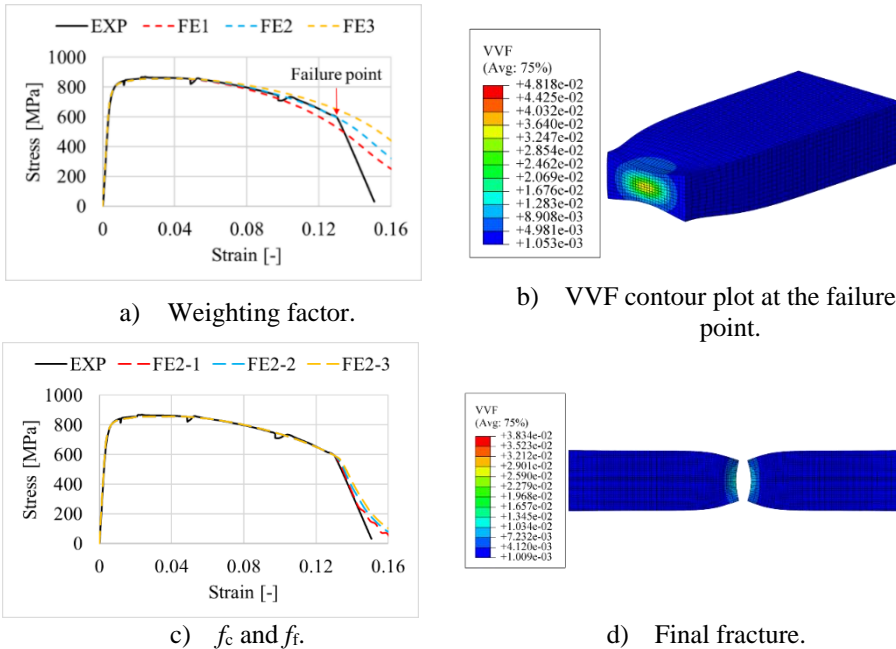 EXP FE1 FE2 FE3
1000
800
600
400
200
0
Stress [MPa]
Failure point
0 0.04 0.08 0.12 0.16
Strain [-]
a) Weighting factor.
VVF
(Avg: 75%)
+4.818e-02
+4.425e-02
+4.032e-02
+3.640e-02
+3.247e-02
+2.854e-02
+2.462e-02
+2.069e-02
+1.676e-02
+1.283e-02
+8.908e-03
+4.981e-03
+1.053e-03
b) VVF contour plot at the failure
point.
EXP FE2-1 FE2-2 FE2-3
1000
800
600
400
200
0
Stress [MPa]
0 0.04 0.08 0.12 0.16
Strain [-]
c) fc and ff.
VVF
(Avg: 75%)
+3.834e-02
+3.523e-02
+3.212e-02
+2.901e-02
+2.590e-02
+2.279e-02
+1.968e-02
+1.657e-02
+1.345e-02
+1.034e-02
+7.232e-03
+4.120e-03
+1.009e-03
d) Final fracture.